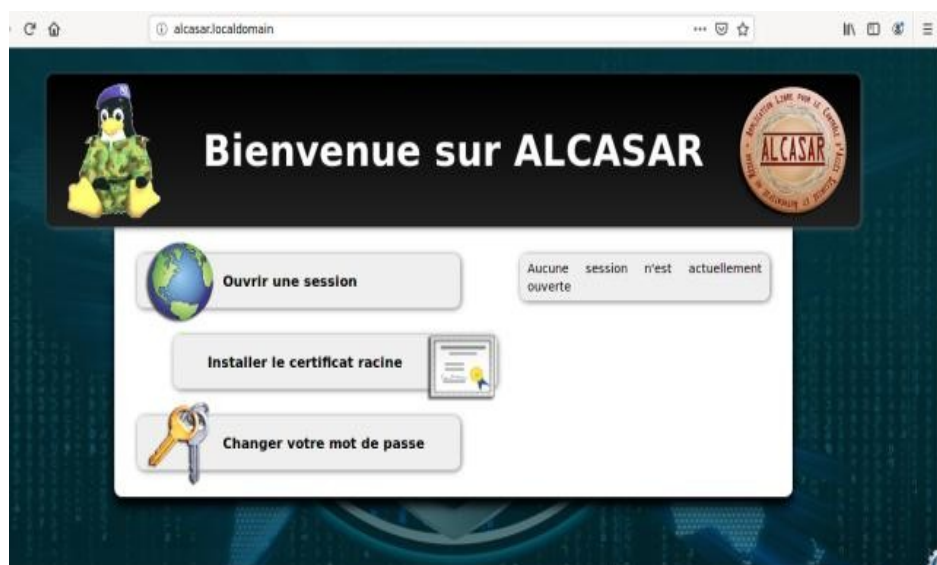 alcasar.localdomain
Bienvenue sur ALCASAR
ALCASAR
Ouvrir une session
Aucune session n'est actuellement
ouverte
Installer le certificat racine
Changer votre mot de passe